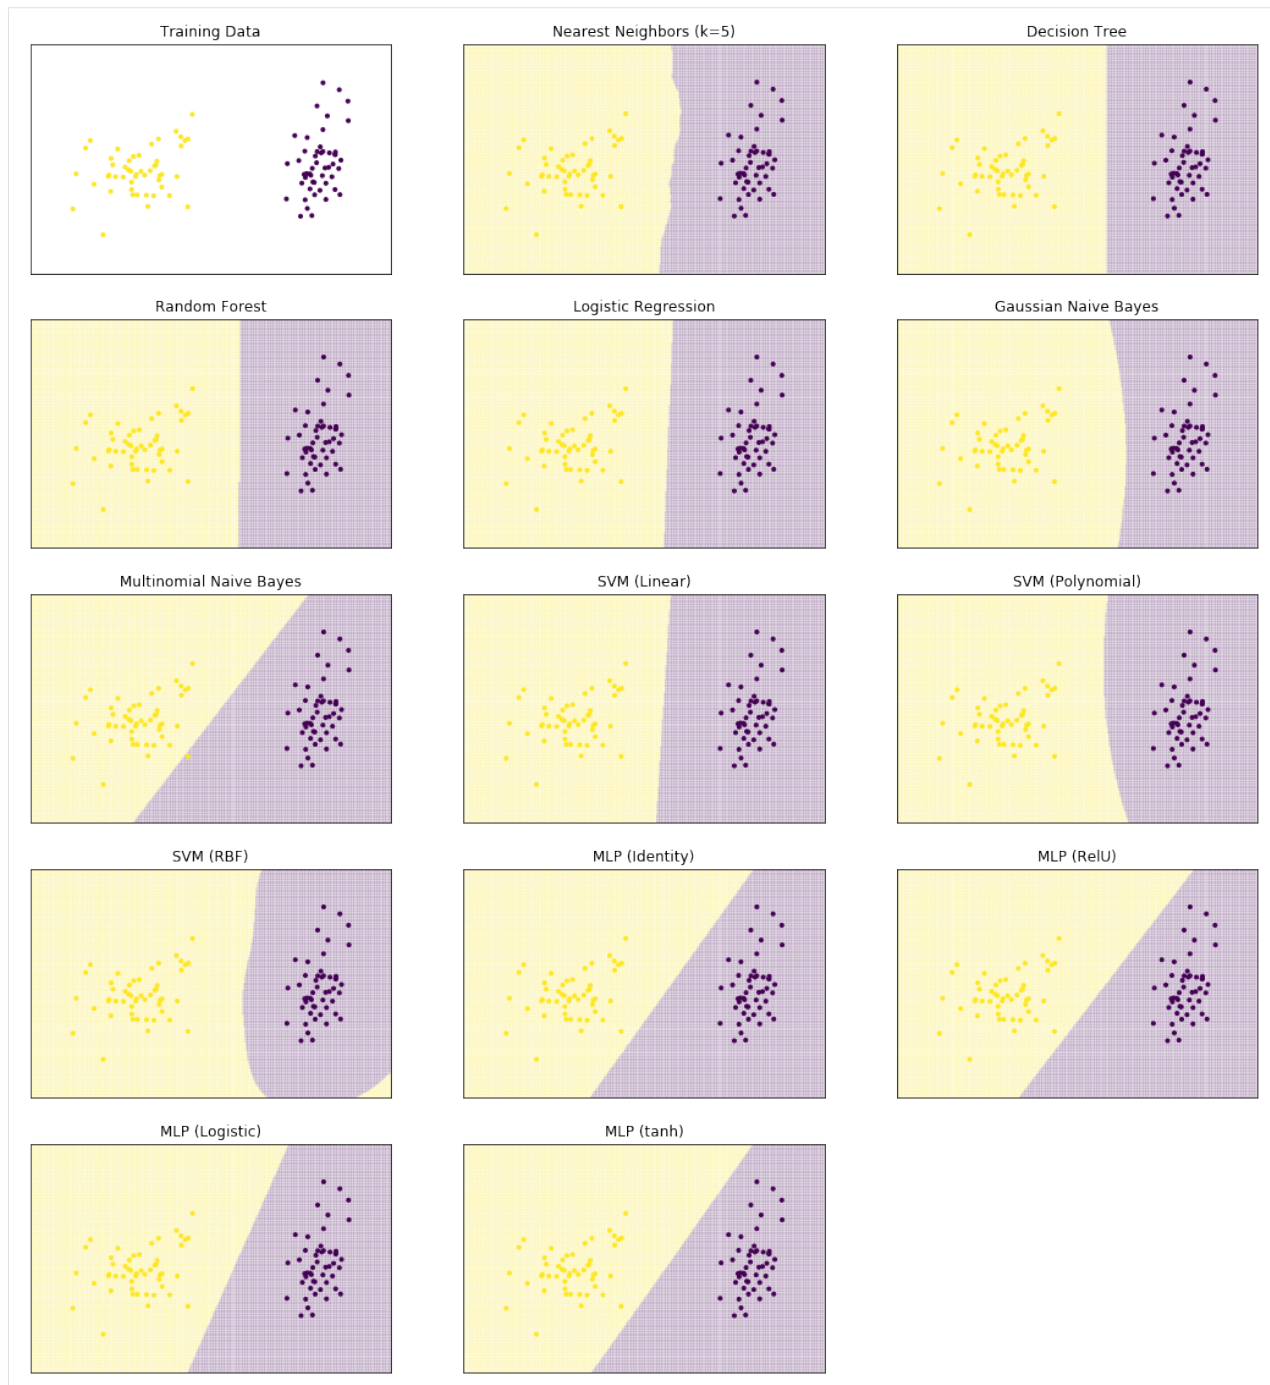 Training Data
Nearest Neighbors (k=5)
Decision Tree
Random Forest
Logistic Regression
Gaussian Naive Bayes
Multinomial Naive Bayes
SVM (Linear)
SVM (Polynomial)
SVM (RBF)
MLP (Identity)
MLP (RelU)
MLP (Logistic)
MLP (tanh)